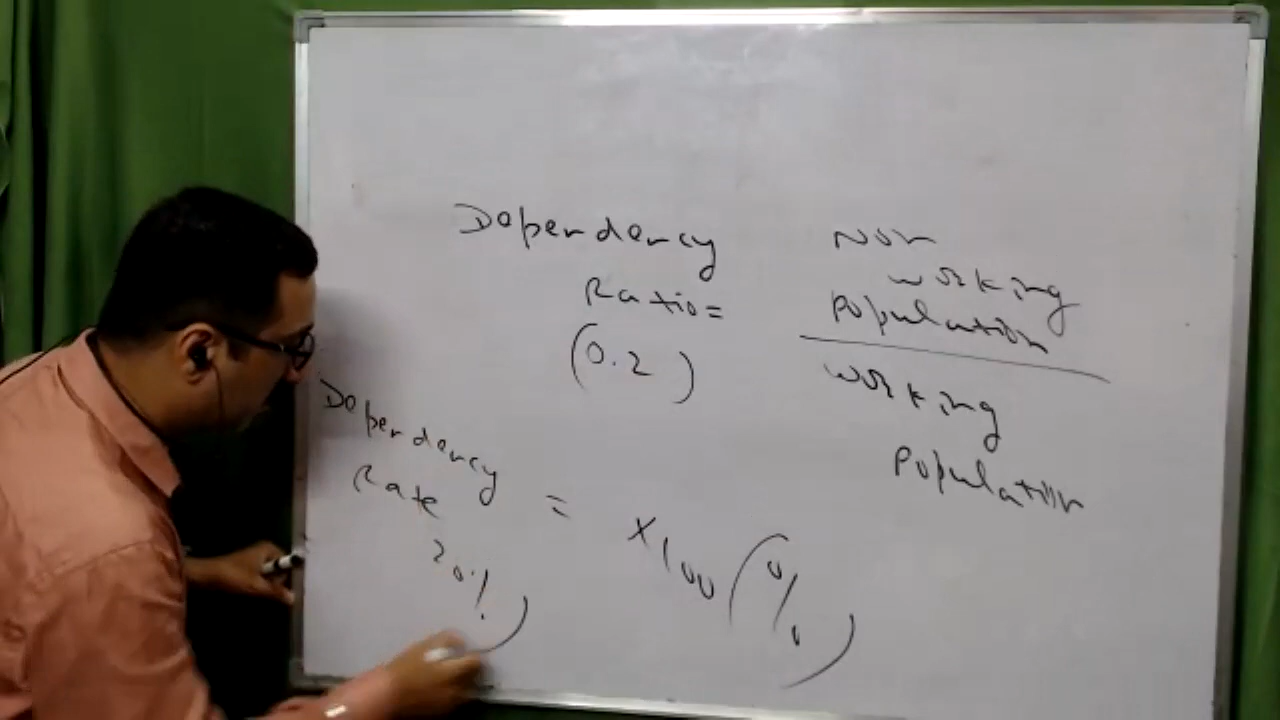 Dependency
Ratio =
(0.2)
Non
working
Population
working
Population
Dependency
Rate
20%)
= x100 (%)